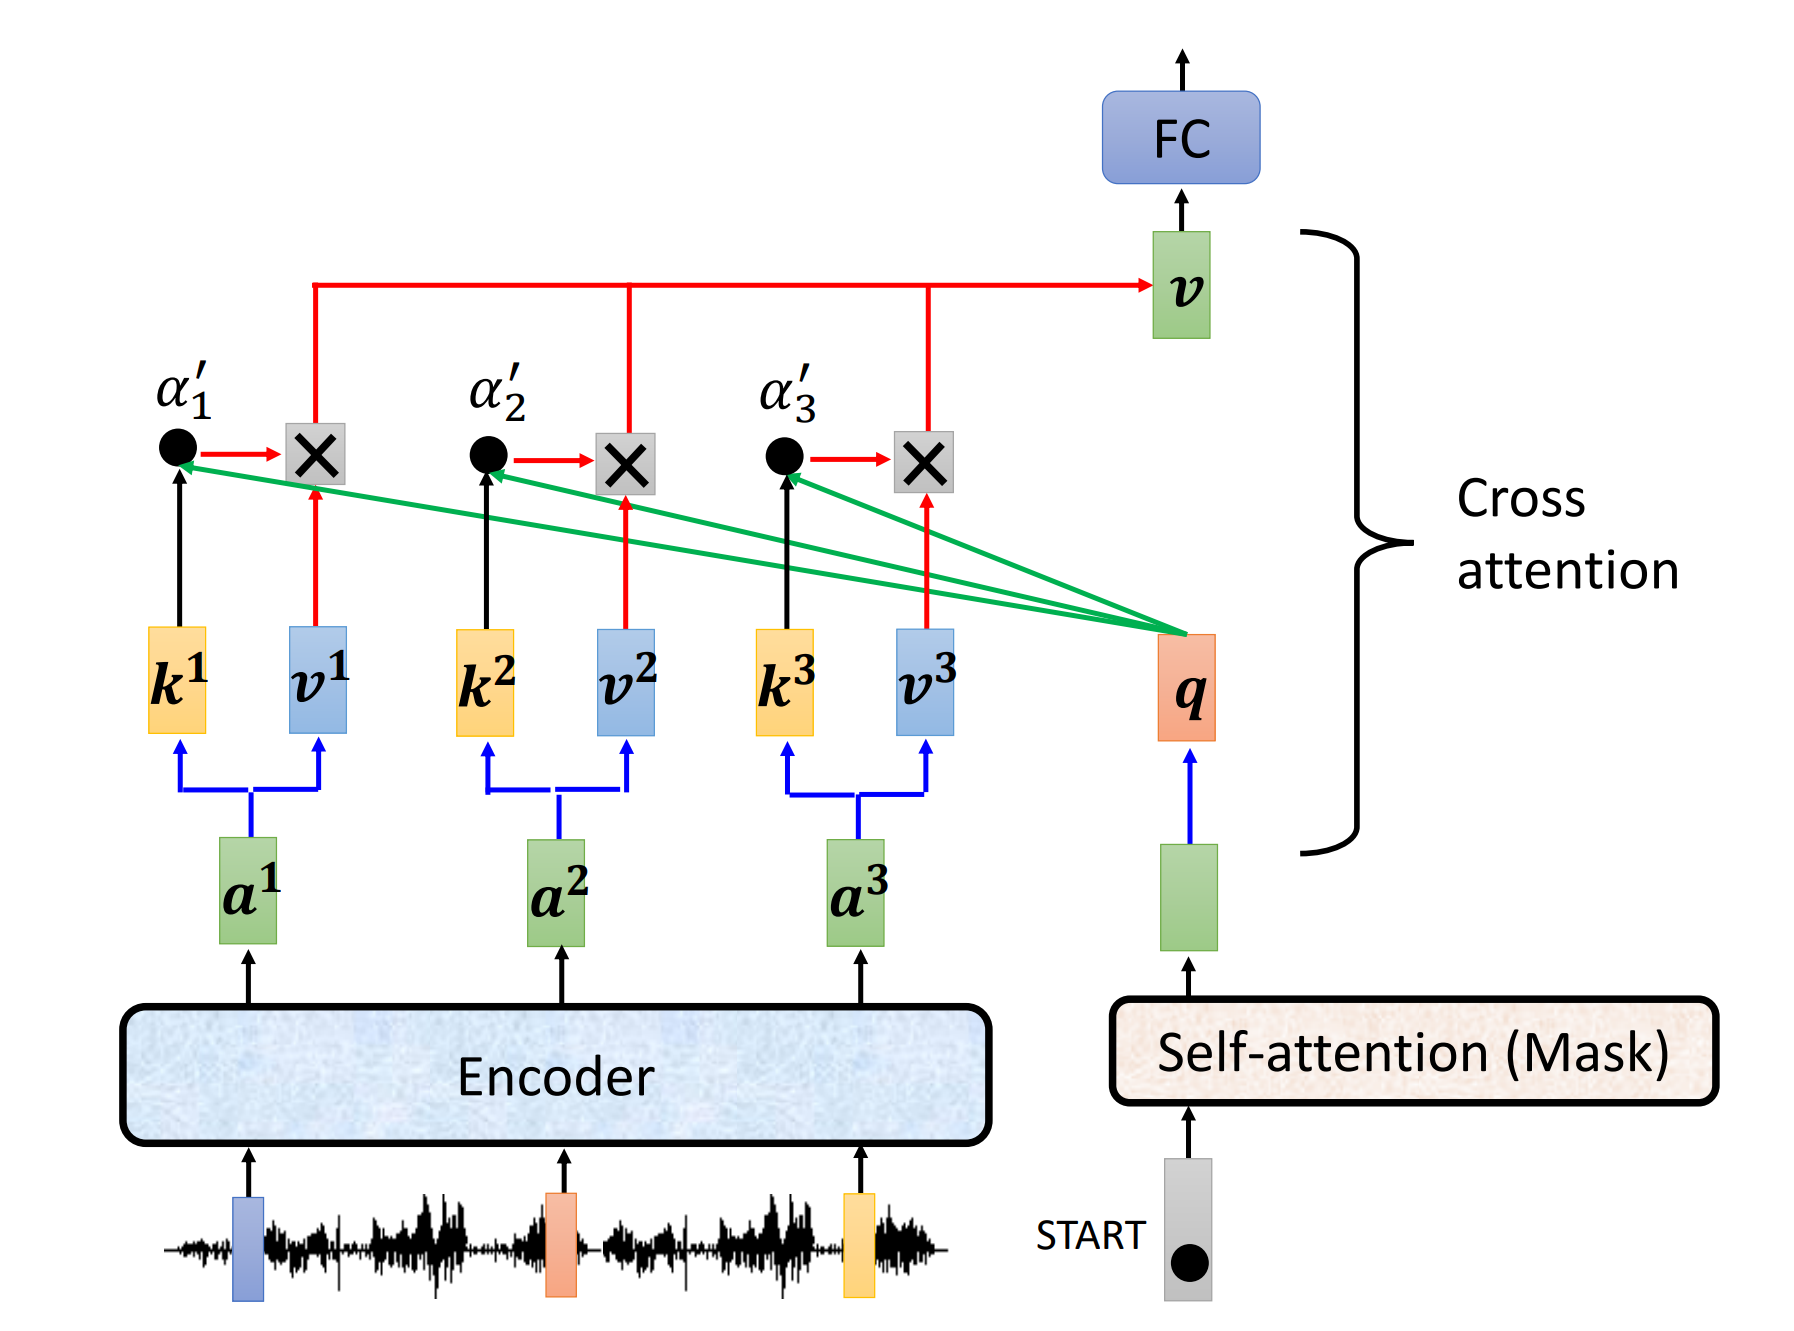 FC
v
α′₁ α′₂ α′₃
× × ×
Cross
attention
k¹ v¹ k² v² k³ v³ q
a¹ a² a³
Encoder
Self-attention (Mask)
START